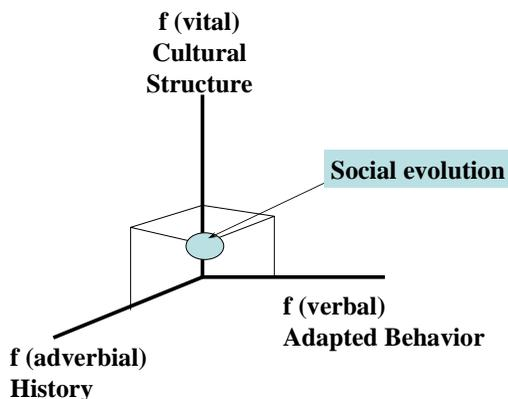 f (vital)
Cultural
Structure
Social evolution
f (verbal)
Adapted Behavior
f (adverbial)
History